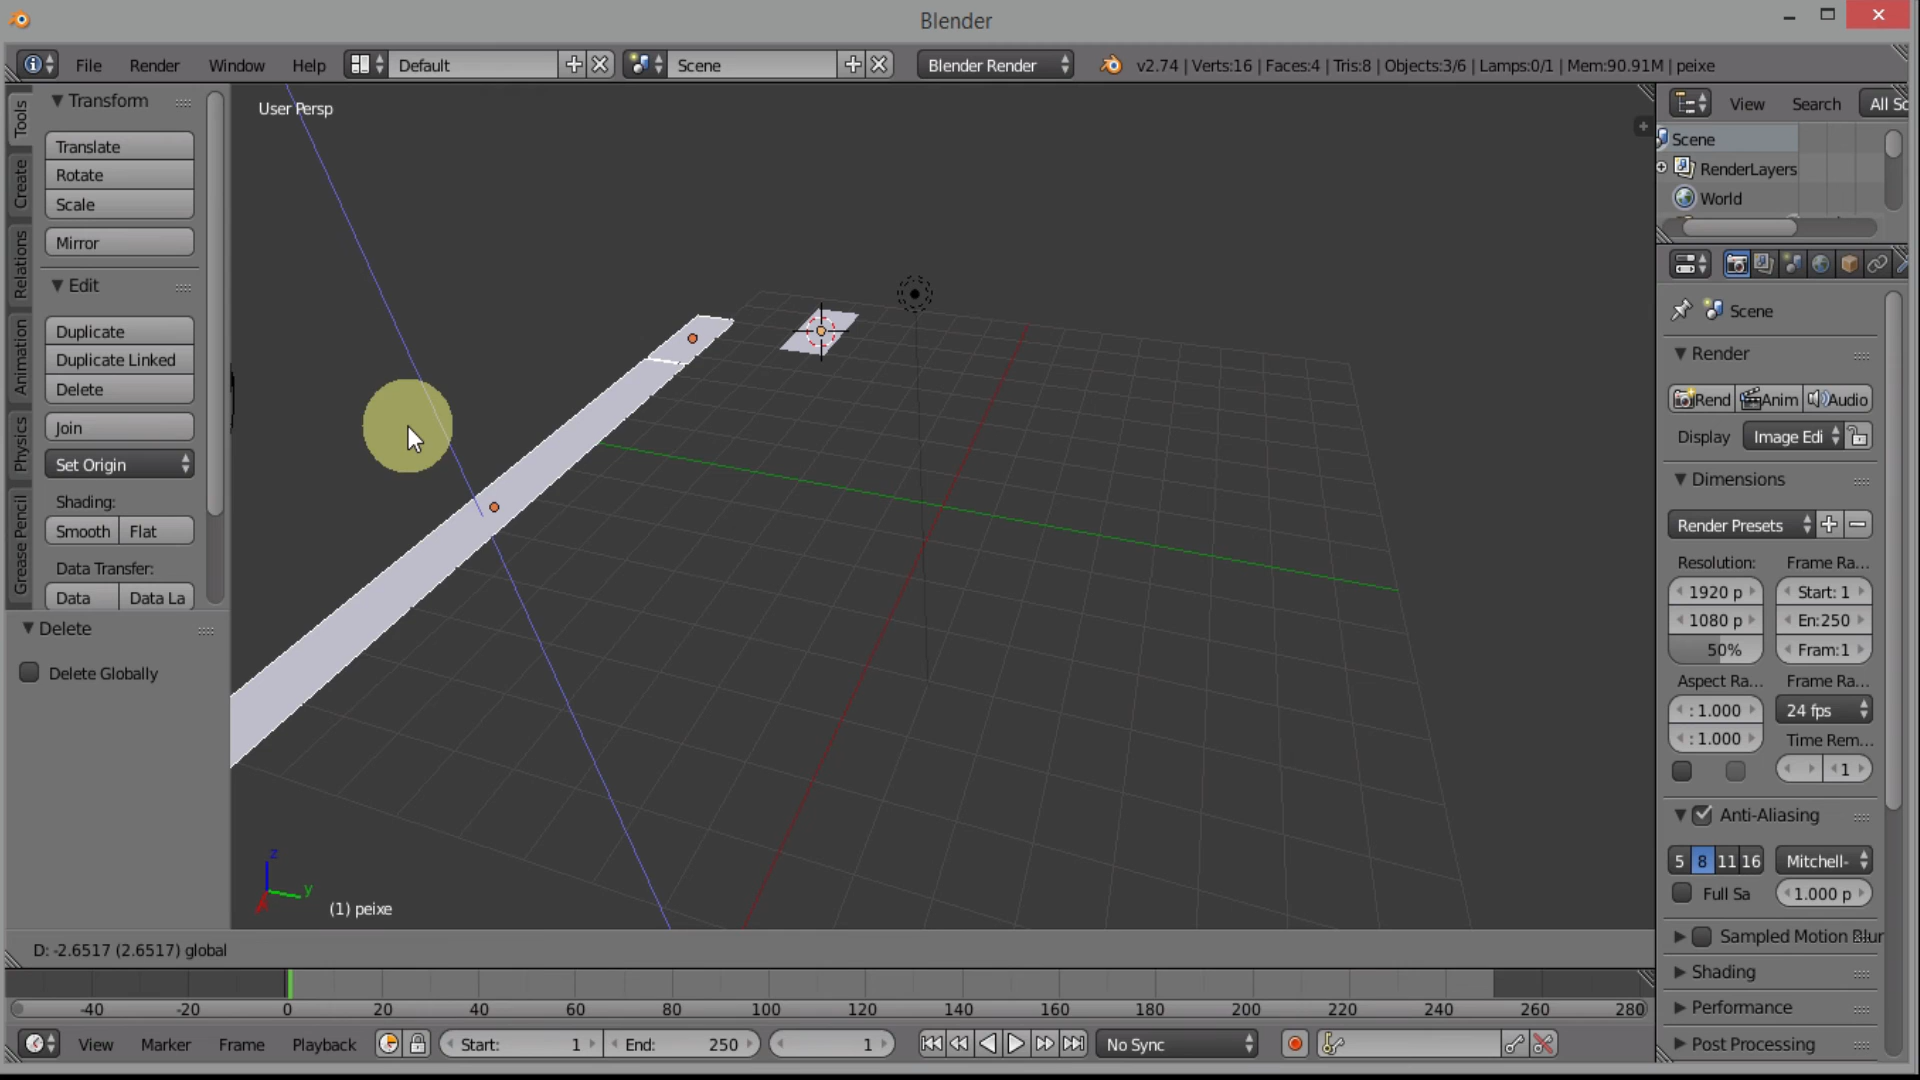 Blender
File Render Window Help Default Scene Blender Render v2.74 | Verts:16 | Faces:4 | Tris:8 | Objects:3/6 | Lamps:0/1 | Mem:90.91M | peixe
Tools
Create
Relations
Animation
Physics
Grease Pencil
Transform
Translate
Rotate
Scale
Mirror
Edit
Duplicate
Duplicate Linked
Delete
Join
Set Origin
Shading:
Smooth Flat
Data Transfer:
Data Data La
Delete
Delete Globally
User Persp
z
y
(1) peixe
D: -2.6517 (2.6517) global
View Search All Sc
Scene
RenderLayers
World
Scene
Render
Rend Anim Audio
Display Image Edi
Dimensions
Render Presets
Resolution: Frame Ra...
1920 p Start: 1
1080 p En:250
50% Fram:1
Aspect Ra... Frame Ra...
: 1.000 24 fps
: 1.000 Time Rem...
1
Anti-Aliasing
5 8 11 16 Mitchell-
Full Sa 1.000 p
Sampled Motion Blur
Shading
Performance
Post Processing
-40 -20 0 20 40 60 80 100 120 140 160 180 200 220 240 260 280
View Marker Frame Playback Start: 1 End: 250 1 No Sync